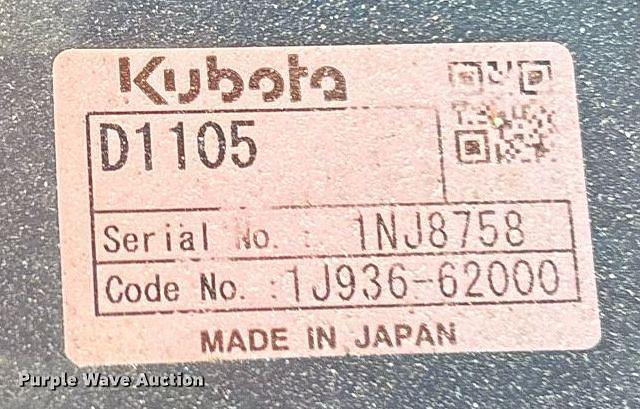 Kubota
D1105
Serial No. : 1NJ8758
Code No. :1J936-62000
MADE IN JAPAN
Purple Wave Auction